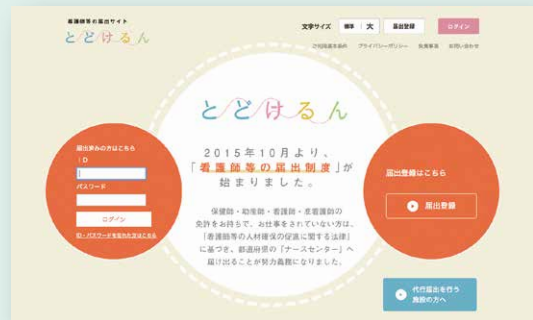 看護師等の届出サイト
とどけるん
文字サイズ 標準 大 届出登録 ログイン
ご利用基本規約 プライバシーポリシー 免責事項 お問い合わせ
とどけるん
2015年10月より、
「看護師等の届出制度」が
始まりました。
保健師・助産師・看護師・准看護師の
免許をお持ちで、お仕事をされていない方は、
「看護師等の人材確保の促進に関する法律」
に基づき、都道府県の「ナースセンター」へ
届け出ることが努力義務になりました。
届出済みの方はこちら
ID
パスワード
ログイン
ID・パスワードを忘れた方はこちら
届出登録はこちら
届出登録
代行届出を行う
施設の方へ